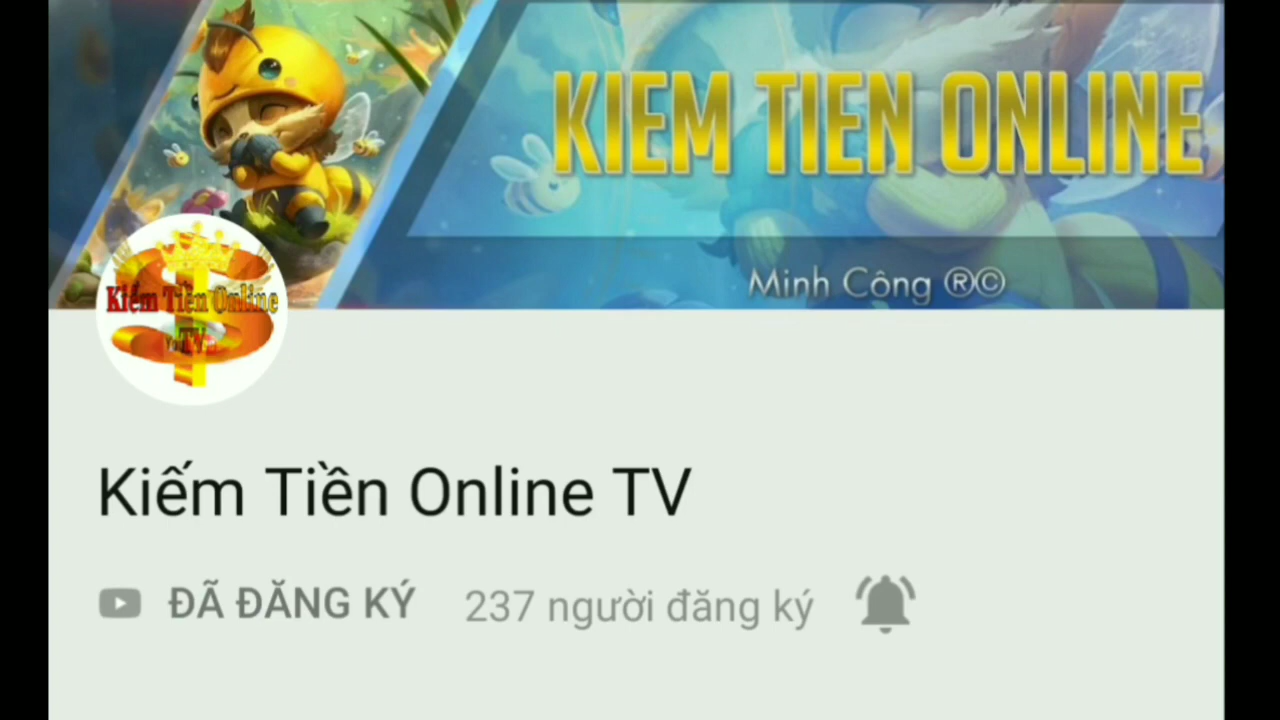 KIEM TIEN ONLINE
Minh Công ®©
Kiếm Tiền Online
TV
Kiếm Tiền Online TV
ĐÃ ĐĂNG KÝ 237 người đăng ký